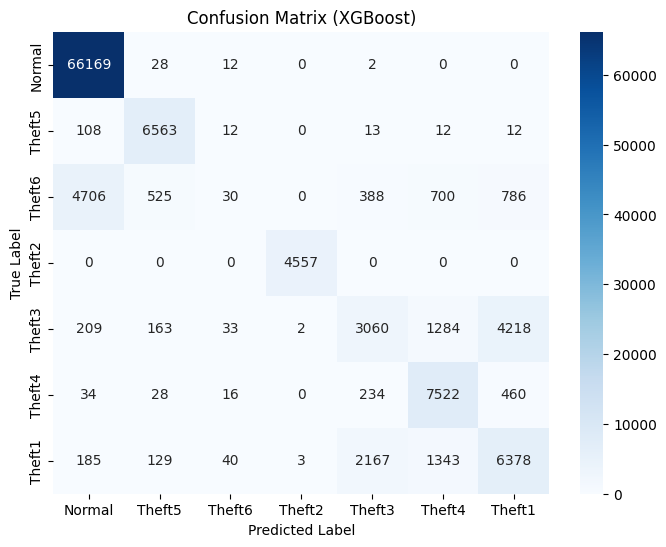 Confusion Matrix (XGBoost)
Normal 66169 28 12 0 2 0 0
Theft5 108 6563 12 0 13 12 12
Theft6 4706 525 30 0 388 700 786
Theft2 0 0 0 4557 0 0 0
Theft3 209 163 33 2 3060 1284 4218
Theft4 34 28 16 0 234 7522 460
Theft1 185 129 40 3 2167 1343 6378
Normal Theft5 Theft6 Theft2 Theft3 Theft4 Theft1
Predicted Label
True Label
60000
50000
40000
30000
20000
10000
0